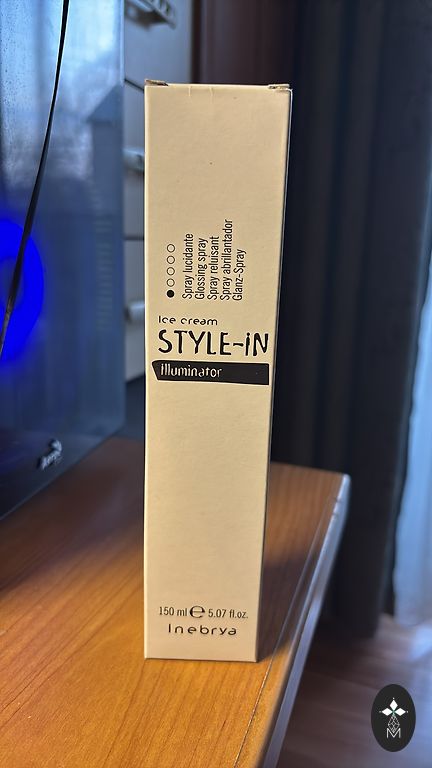 Spray lucidante
Glossing spray
Spray reluisant
Spray abrillantador
Glanz-Spray
Ice cream
STYLE-iN
illuminator
150 ml e 5.07 fl.oz.
Inebrya
M